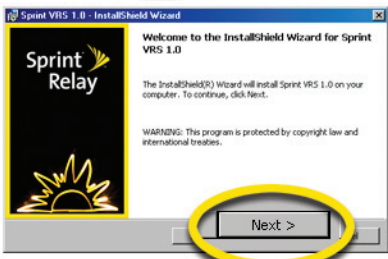 Sprint VRS 1.0 - InstallShield Wizard
Sprint
Relay
Welcome to the InstallShield Wizard for Sprint
VRS 1.0
The InstallShield(R) Wizard will install Sprint VRS 1.0 on your
computer. To continue, click Next.
WARNING: This program is protected by copyright law and
international treaties.
Next >